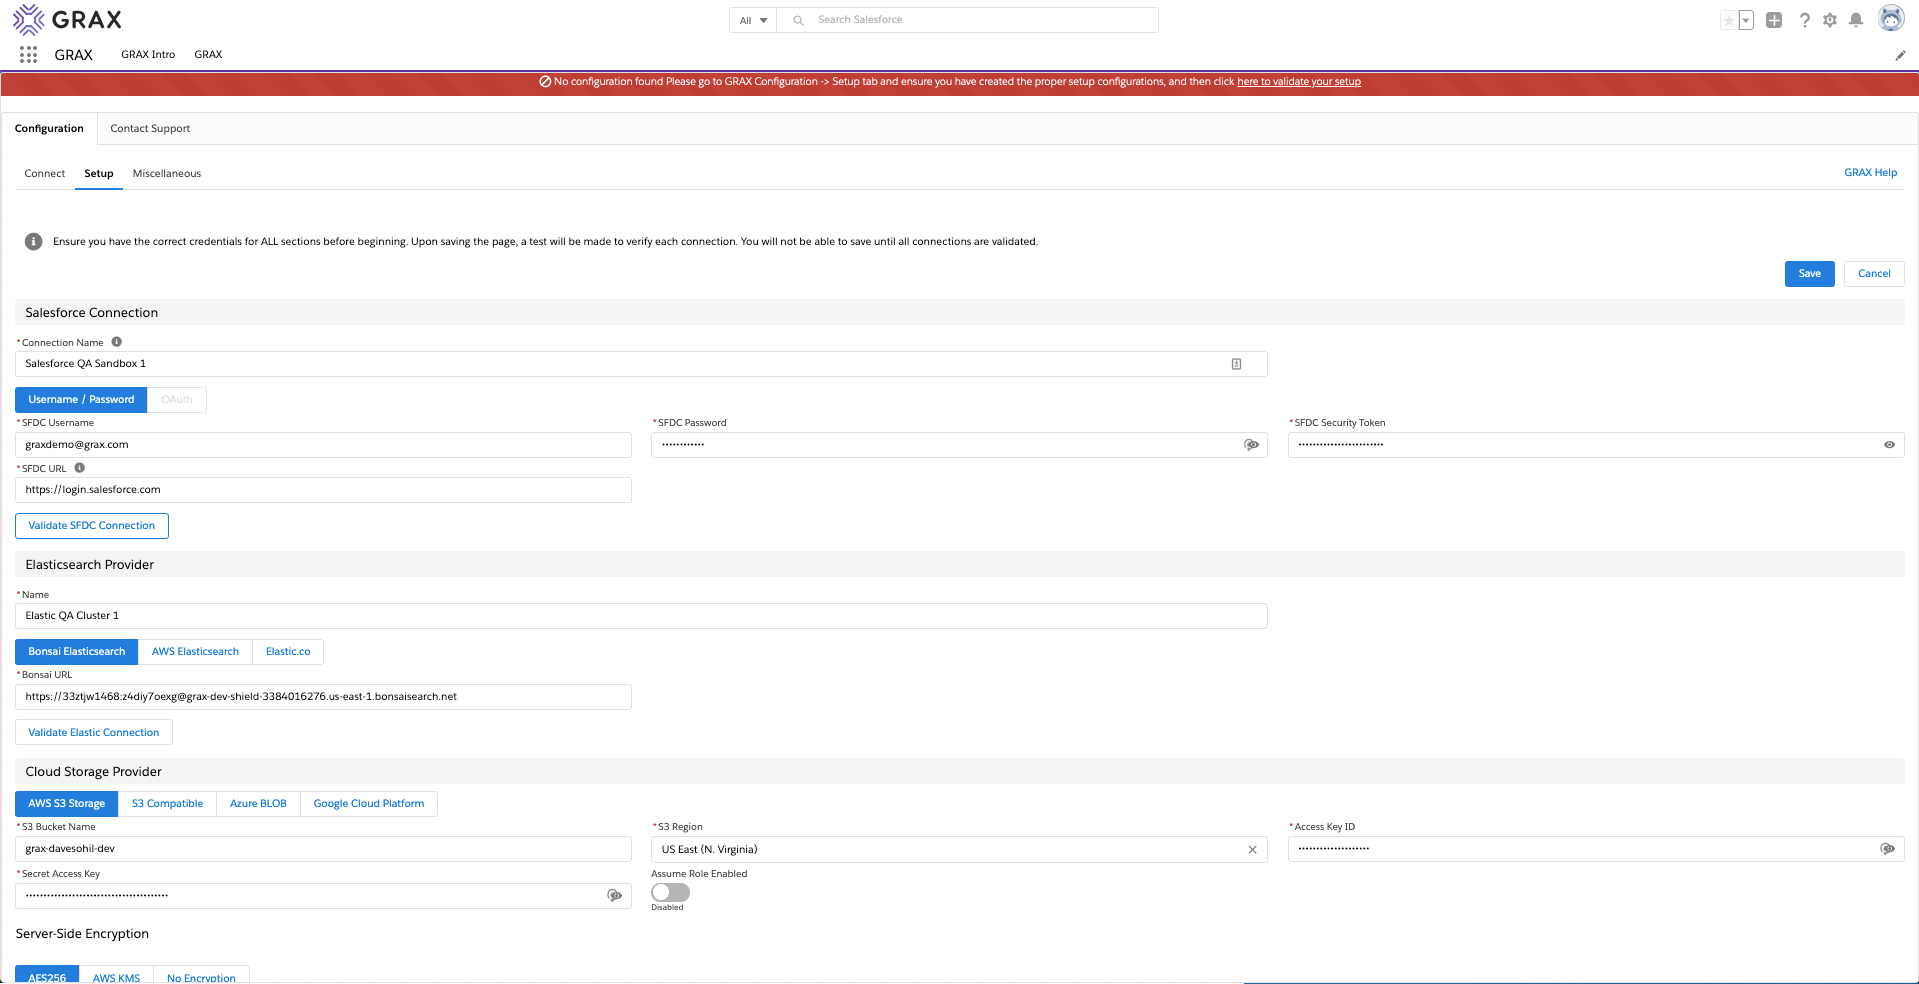 GRAX
All
Search Salesforce
GRAX
GRAX Intro
GRAX
No configuration found Please go to GRAX Configuration -> Setup tab and ensure you have created the proper setup configurations, and then click here to validate your setup
Configuration
Contact Support
Connect
Setup
Miscellaneous
GRAX Help
Ensure you have the correct credentials for ALL sections before beginning. Upon saving the page, a test will be made to verify each connection. You will not be able to save until all connections are validated.
Save
Cancel
Salesforce Connection
*Connection Name
Salesforce QA Sandbox 1
Username / Password
OAuth
*SFDC Username
*SFDC Password
*SFDC Security Token
graxdemo@grax.com
*SFDC URL
https://login.salesforce.com
Validate SFDC Connection
Elasticsearch Provider
*Name
Elastic QA Cluster 1
Bonsai Elasticsearch
AWS Elasticsearch
Elastic.co
*Bonsai URL
https://33ztjw1468:z4diy7oexg@grax-dev-shield-3384016276.us-east-1.bonsaisearch.net
Validate Elastic Connection
Cloud Storage Provider
AWS S3 Storage
S3 Compatible
Azure BLOB
Google Cloud Platform
*S3 Bucket Name
*S3 Region
*Access Key ID
grax-davesohil-dev
US East (N. Virginia)
*Secret Access Key
Assume Role Enabled
Disabled
Server-Side Encryption
AES256
AWS KMS
No Encryption